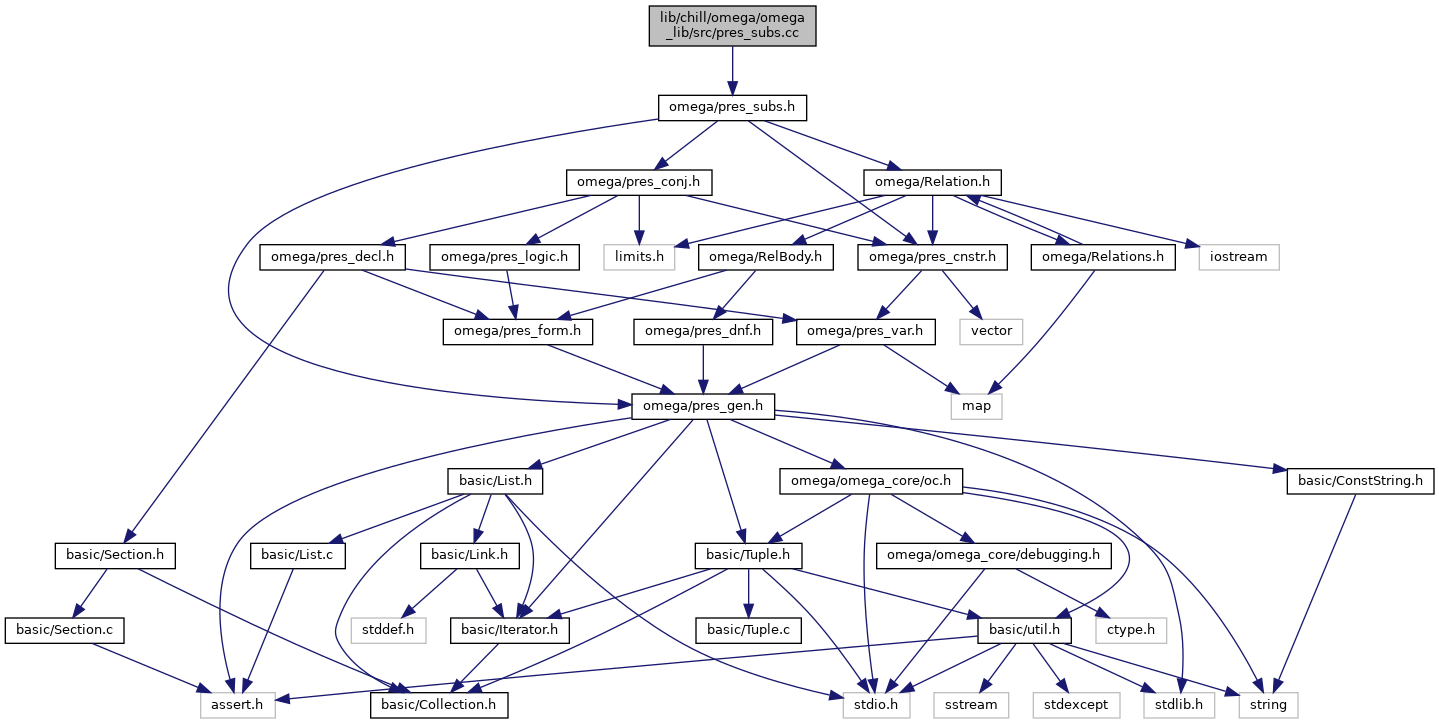 lib/chill/omega/omega
_lib/src/pres_subs.cc
omega/pres_subs.h
omega/pres_conj.h
omega/Relation.h
omega/pres_decl.h
omega/pres_logic.h
limits.h
omega/RelBody.h
omega/pres_cnstr.h
omega/Relations.h
iostream
omega/pres_form.h
omega/pres_dnf.h
omega/pres_var.h
vector
omega/pres_gen.h
map
basic/List.h
omega/omega_core/oc.h
basic/ConstString.h
basic/Section.h
basic/List.c
basic/Link.h
basic/Tuple.h
omega/omega_core/debugging.h
basic/Section.c
stddef.h
basic/Iterator.h
basic/Tuple.c
basic/util.h
ctype.h
assert.h
basic/Collection.h
stdio.h
sstream
stdexcept
stdlib.h
string